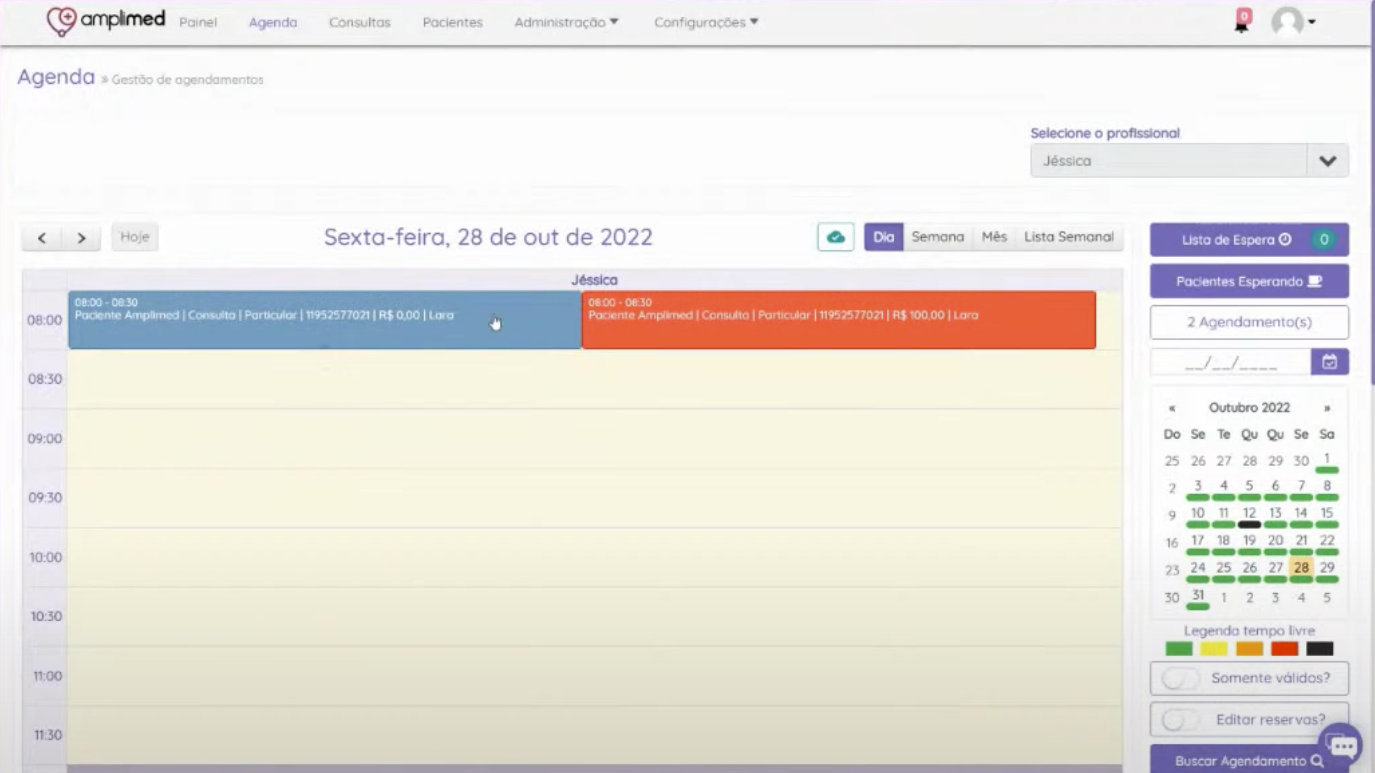 amplimed Painel Agenda Consultas Pacientes Administração Configurações 0
Agenda » Gestão de agendamentos
Selecione o profissional
Jéssica
Hoje Sexta-feira, 28 de out de 2022 Dia Semana Mês Lista Semanal
Jéssica
08:00
08:00 - 08:30
Paciente Amplimed | Consulta | Particular | 11952577021 | R$ 0,00 | Lara
08:00 - 08:30
Paciente Amplimed | Consulta | Particular | 11952577021 | R$ 100,00 | Lara
08:30
09:00
09:30
10:00
10:30
11:00
11:30
Lista de Espera 0
Pacientes Esperando
2 Agendamento(s)
__/__/____
« Outubro 2022 »
Do Se Te Qu Qu Se Sa
25 26 27 28 29 30 1
2 3 4 5 6 7 8
9 10 11 12 13 14 15
16 17 18 19 20 21 22
23 24 25 26 27 28 29
30 31 1 2 3 4 5
Legenda tempo livre
Somente válidos?
Editar reservas?
Buscar Agendamento